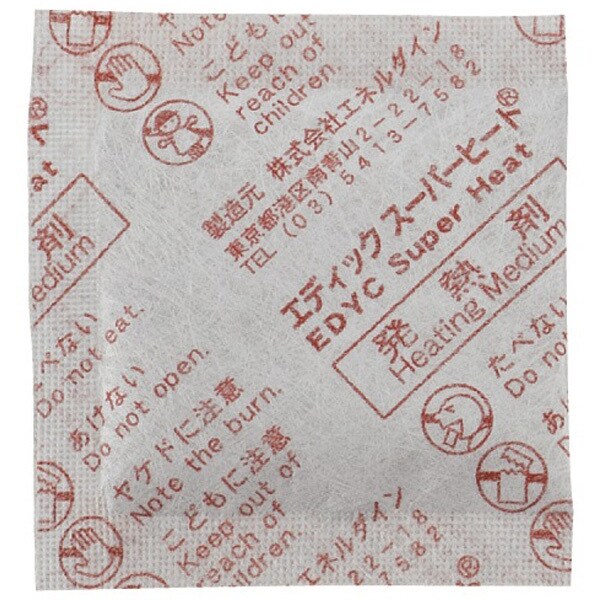 Note
こども
Keep out
reach of
children.
製造元 株式会社エネルダイン
東京都港区南青山2-22-18
TEL (03) 5413-7582
エディック スーパーヒート®
EDYC Super Heat
発熱剤
Heating Medium
ト®
eat
剤
edium
たべない
Do not eat.
あけない
Do not open.
ヤケドに注意
Note the burn.
こどもに注意
Keep out of
reach of
children.
たべない
Do no
エネルダイン
22-18
7582